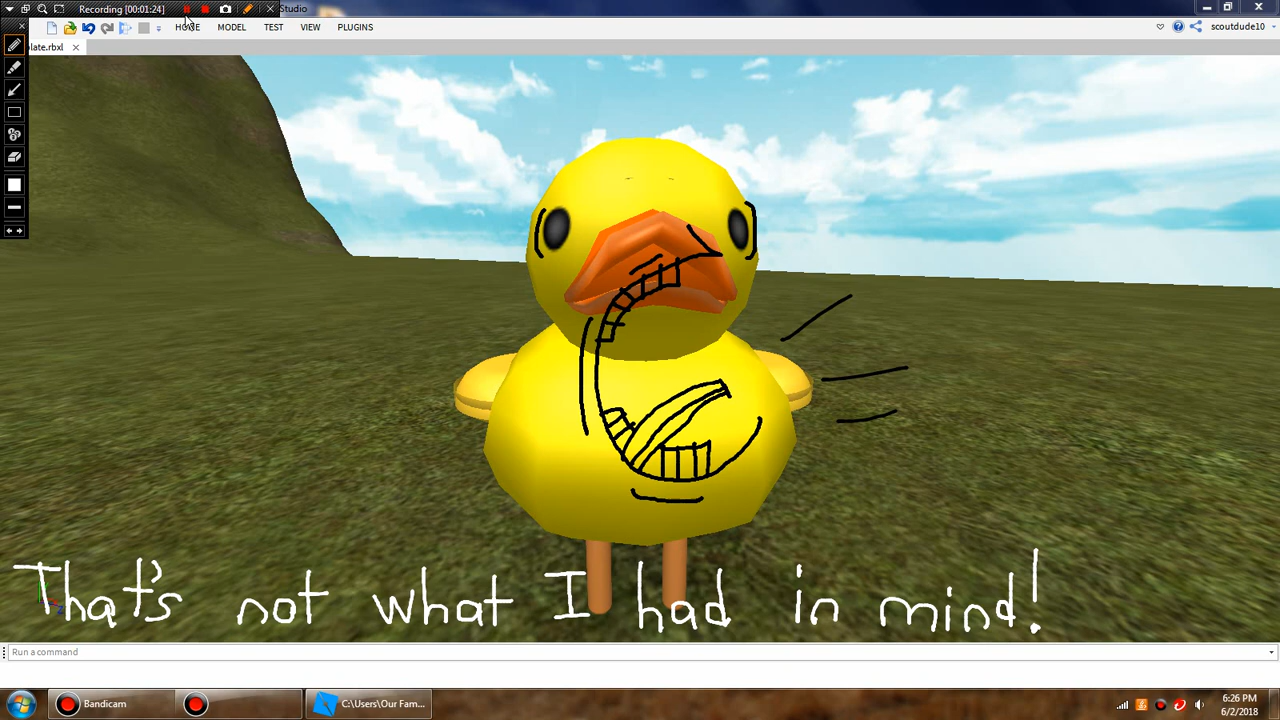 Recording [00:01:24]
Studio
HOME MODEL TEST VIEW PLUGINS
scoutdude10
plate.rbxl
That's not what I had in mind!
Run a command
Bandicam
C:\Users\Our Fam...
6:26 PM
6/2/2018